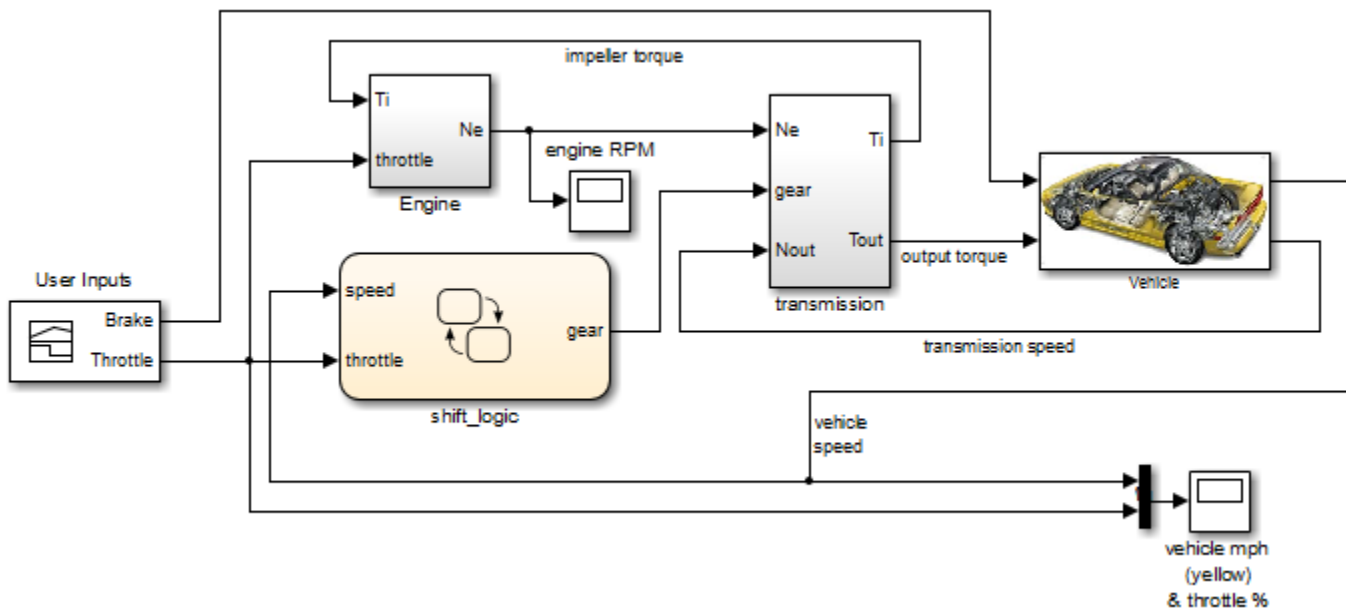 impeller torque
Ti
Ne
throttle
Engine
engine RPM
Ne
Ti
gear
Nout
Tout
transmission
output torque
Vehicle
transmission speed
User Inputs
Brake
Throttle
speed
gear
throttle
shift_logic
vehicle
speed
vehicle mph
(yellow)
& throttle %